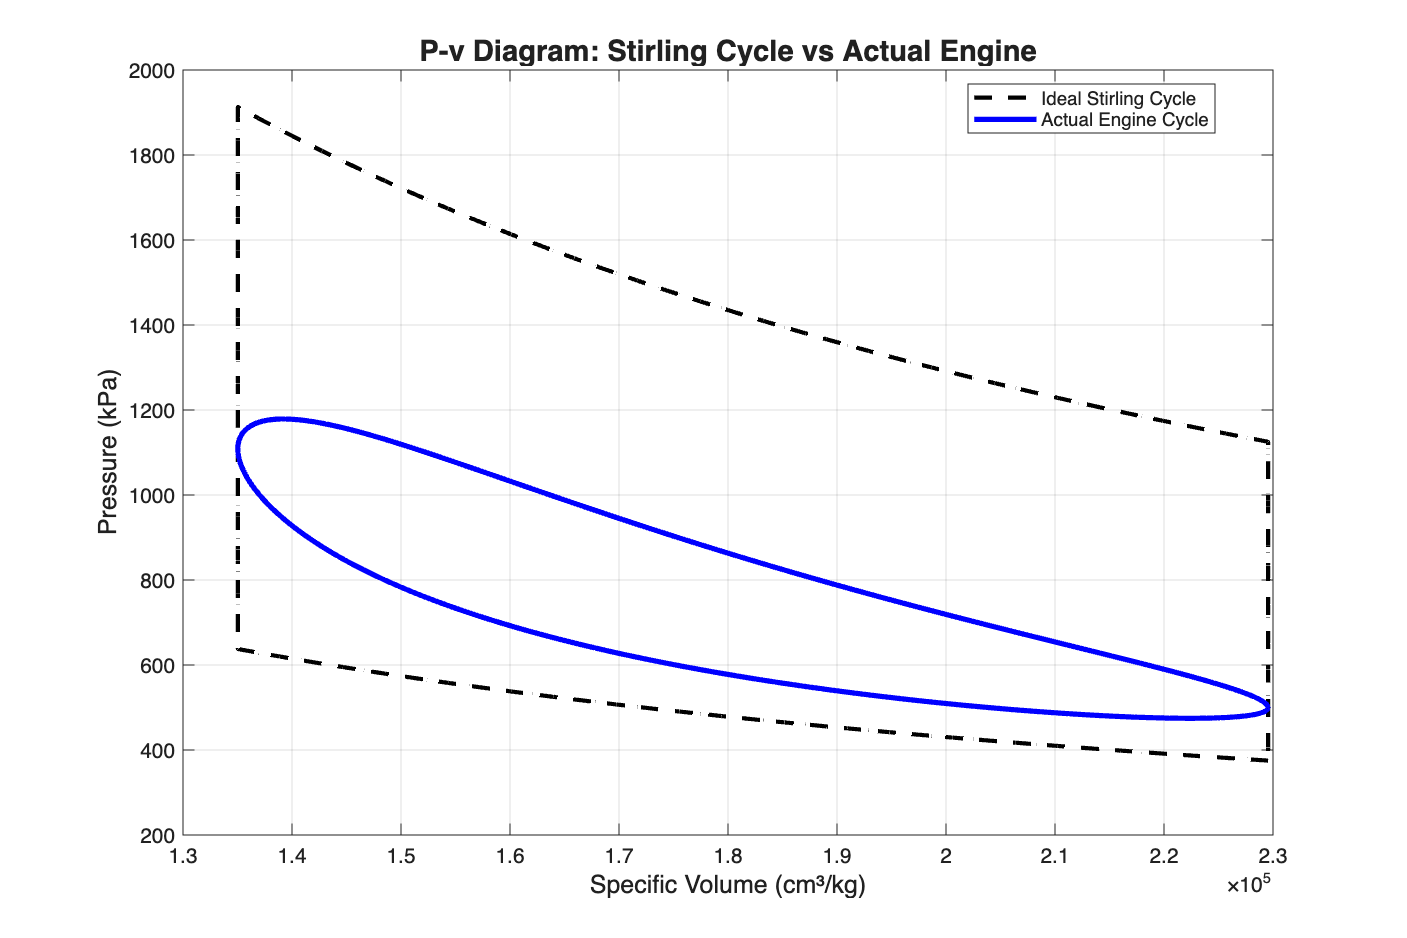 P-v Diagram: Stirling Cycle vs Actual Engine
Ideal Stirling Cycle
Actual Engine Cycle
Pressure (kPa)
2000
1800
1600
1400
1200
1000
800
600
400
200
1.3 1.4 1.5 1.6 1.7 1.8 1.9 2 2.1 2.2 2.3
×10⁵
Specific Volume (cm³/kg)